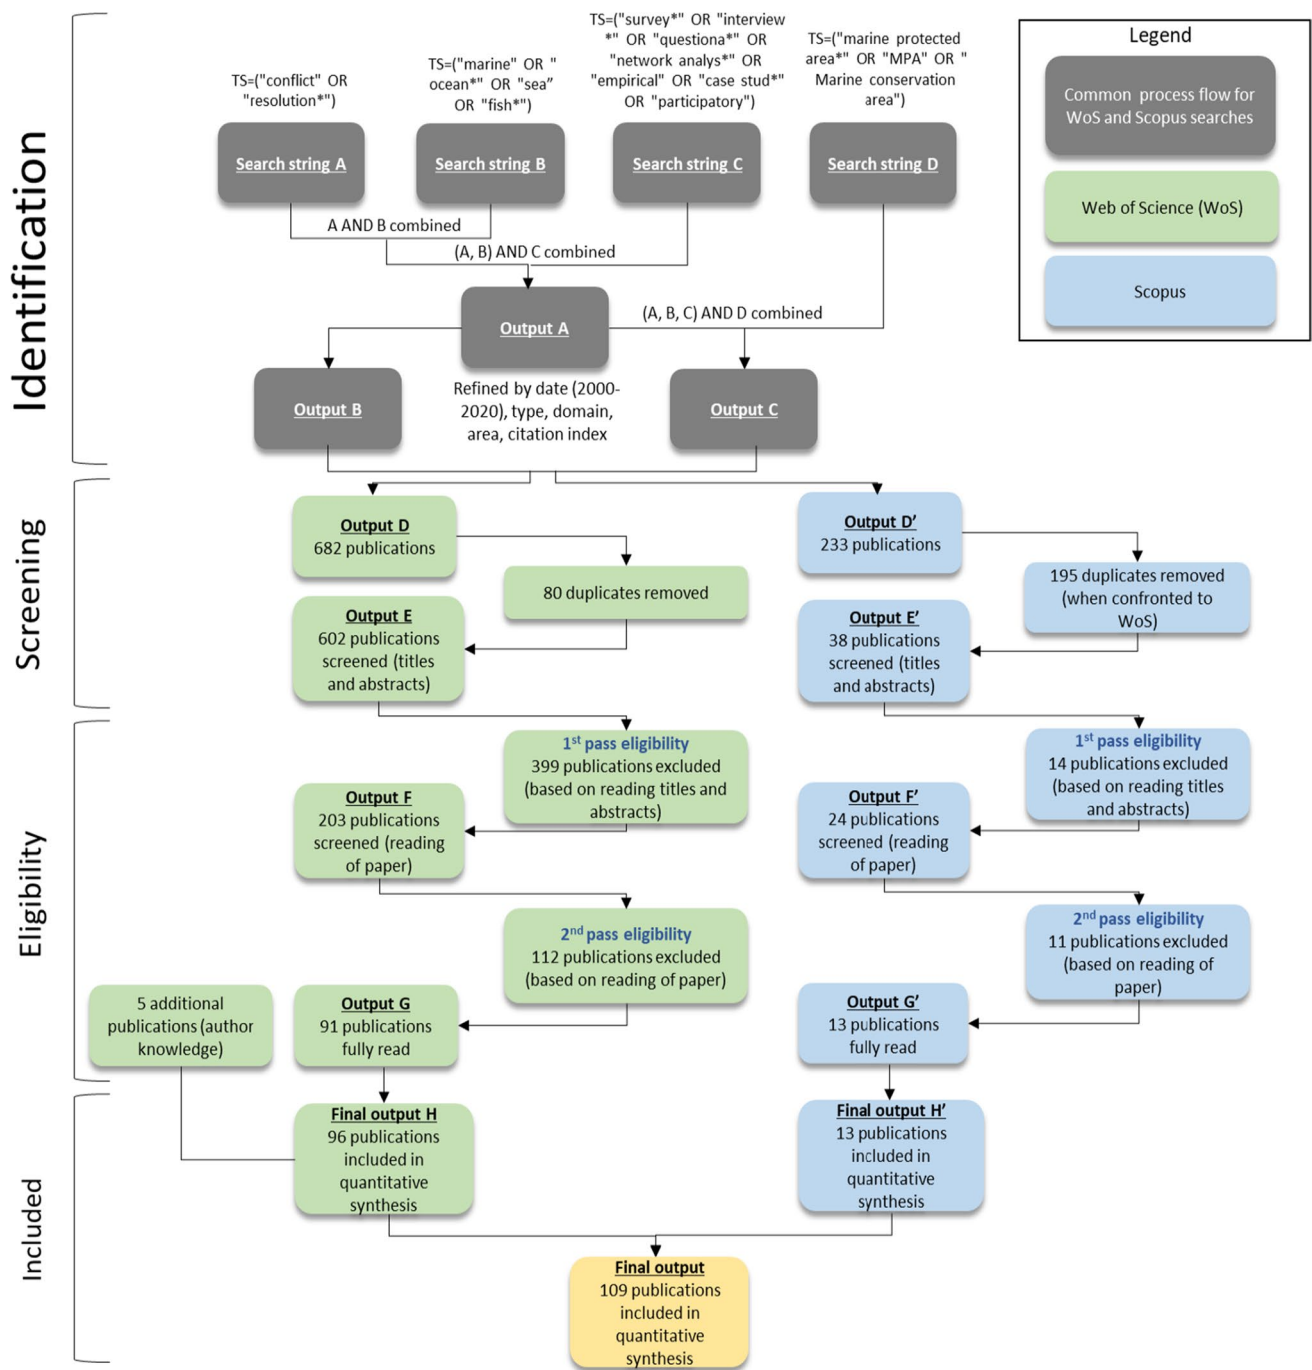 Identification
TS=("conflict" OR
"resolution*")
TS=("marine" OR "
ocean*" OR "sea”
OR "fish*")
TS=("survey*" OR "interview
*" OR "questiona*" OR
"network analys*" OR
"empirical" OR "case stud*"
OR "participatory")
TS=("marine protected
area*" OR "MPA" OR "
Marine conservation
area")
Search string A
Search string B
Search string C
Search string D
A AND B combined
(A, B) AND C combined
Output A
(A, B, C) AND D combined
Output B
Refined by date (2000-
2020), type, domain,
area, citation index
Output C
Legend
Common process flow for
WoS and Scopus searches
Web of Science (WoS)
Scopus
Screening
Output D
682 publications
80 duplicates removed
Output E
602 publications
screened (titles
and abstracts)
Output D’
233 publications
195 duplicates removed
(when confronted to
WoS)
Output E’
38 publications
screened (titles
and abstracts)
Eligibility
1st pass eligibility
399 publications excluded
(based on reading titles and
abstracts)
Output F
203 publications
screened (reading
of paper)
2nd pass eligibility
112 publications excluded
(based on reading of paper)
5 additional
publications (author
knowledge)
Output G
91 publications
fully read
1st pass eligibility
14 publications excluded
(based on reading titles
and abstracts)
Output F’
24 publications
screened (reading
of paper)
2nd pass eligibility
11 publications excluded
(based on reading of
paper)
Output G’
13 publications
fully read
Included
Final output H
96 publications
included in
quantitative
synthesis
Final output H’
13 publications
included in
quantitative
synthesis
Final output
109 publications
included in
quantitative
synthesis